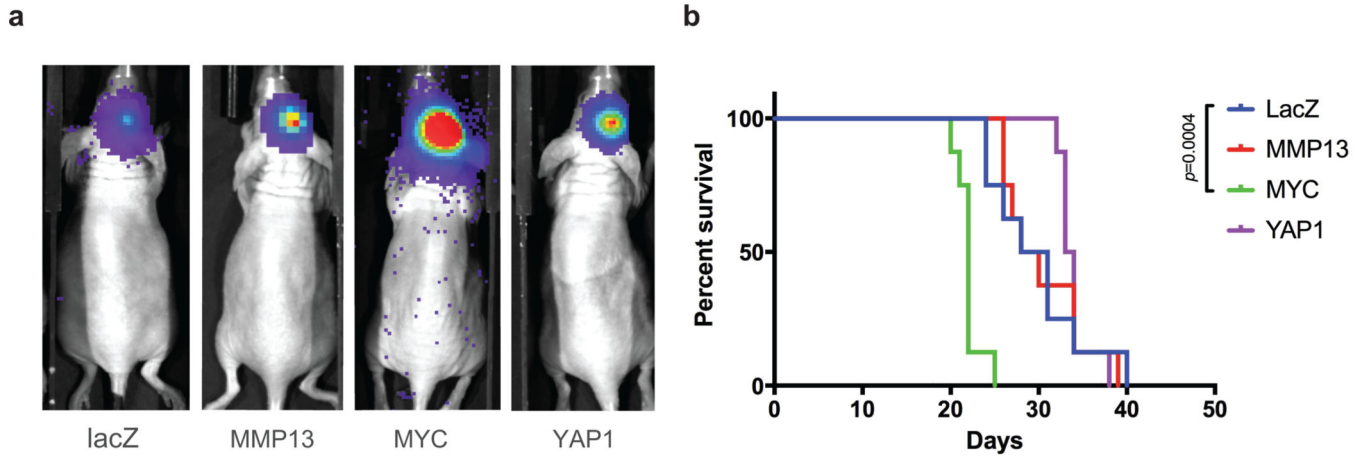 a
lacZ
MMP13
MYC
YAP1
b
Percent survival
100
50
0
0
10
20
30
40
50
Days
p=0.0004
LacZ
MMP13
MYC
YAP1